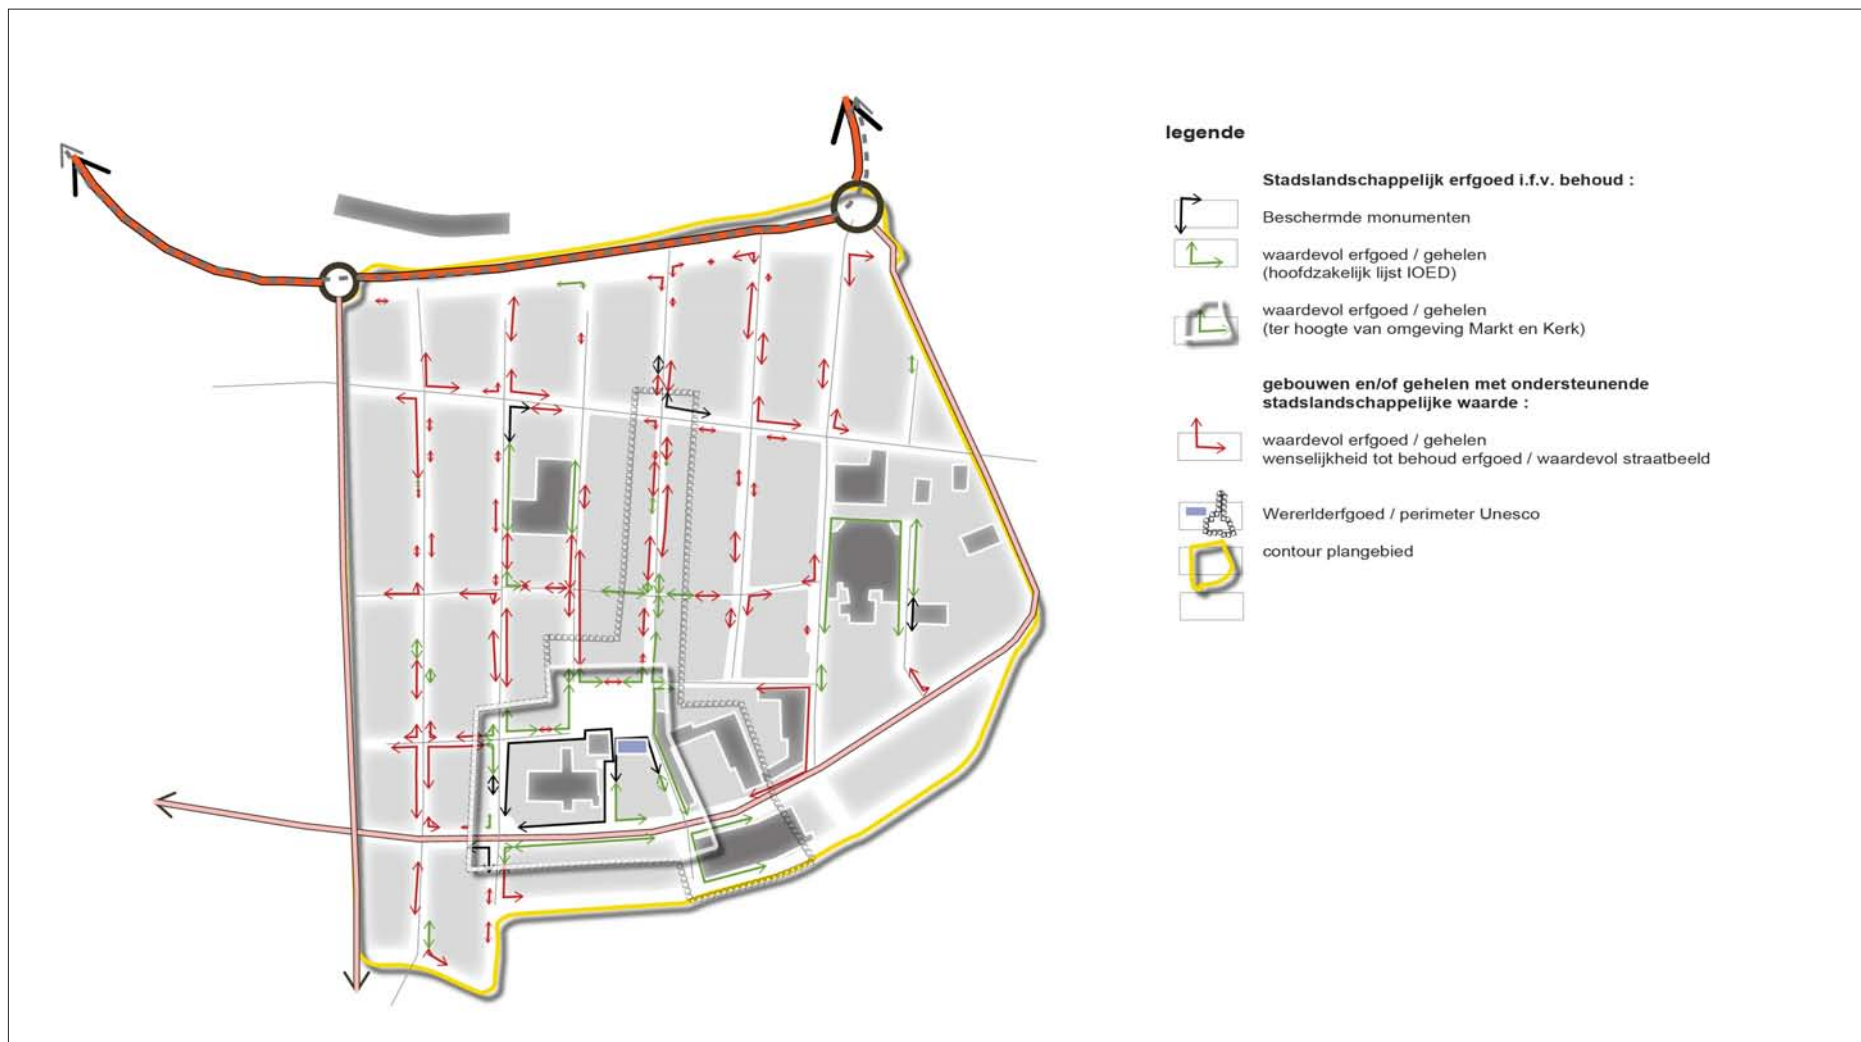 legende
Stadslandschappelijk erfgoed i.f.v. behoud :
Beschermde monumenten
waardevol erfgoed / gehelen
(hoofdzakelijk lijst IOED)
waardevol erfgoed / gehelen
(ter hoogte van omgeving Markt en Kerk)
gebouwen en/of gehelen met ondersteunende
stadslandschappelijke waarde :
waardevol erfgoed / gehelen
wenselijkheid tot behoud erfgoed / waardevol straatbeeld
Wererlderfgoed / perimeter Unesco
contour plangebied